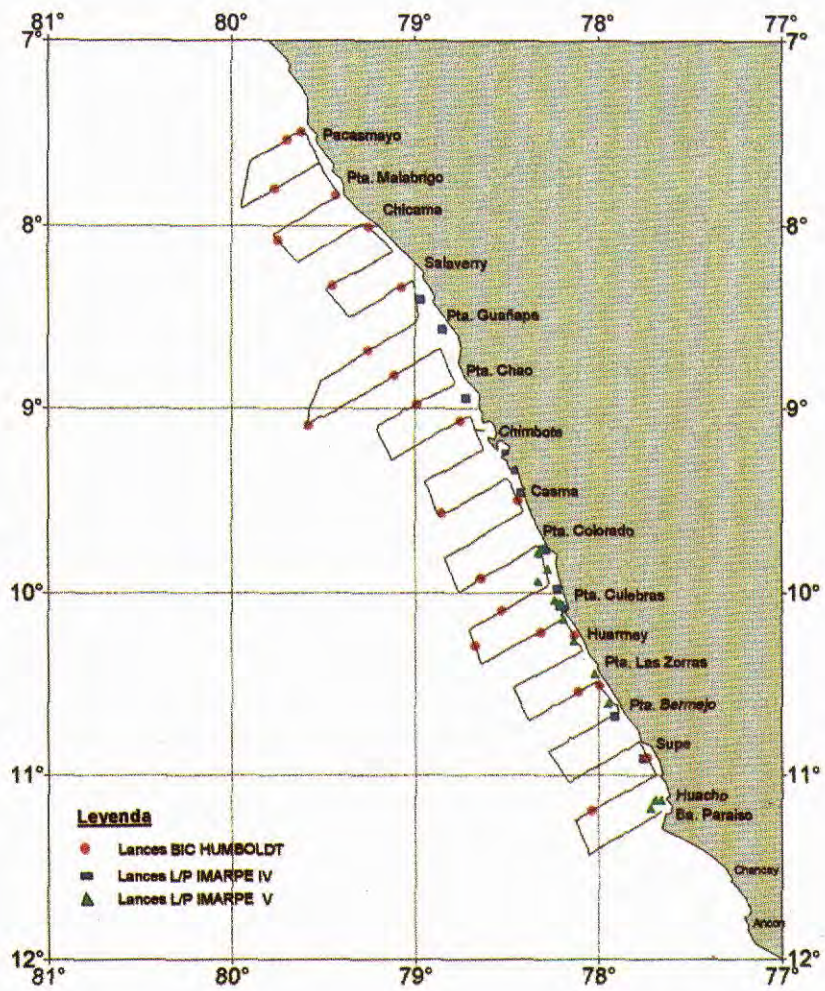 81° 80° 79° 78° 77°
7° 7°
Pacasmayo
Pta. Malabrigo
Chicama
8° 8°
Salaverry
Pta. Guañape
Pta. Chao
9° 9°
Chimbote
Casma
Pta. Colorado
10° 10°
Pta. Culebras
Huarmey
Pta. Las Zorras
Pta. Bermejo
Supe
11° 11°
Huacho
Ba. Paraiso
Leyenda
Lances BIC HUMBOLDT
Lances L/P IMARPE IV
Lances L/P IMARPE V
Chancay
Ancon
12° 12°
81° 80° 79° 78° 77°